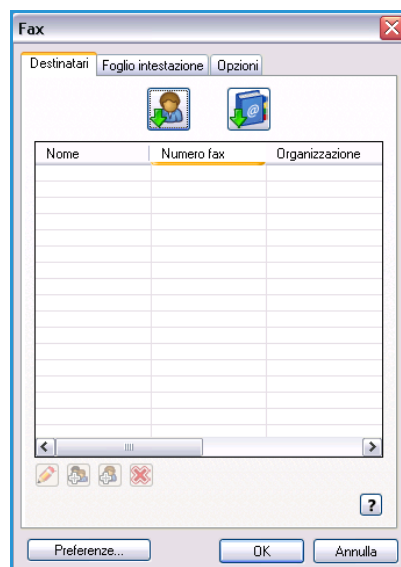 Fax
Destinatari Foglio intestazione Opzioni
Nome Numero fax Organizzazione
?
Preferenze... OK Annulla